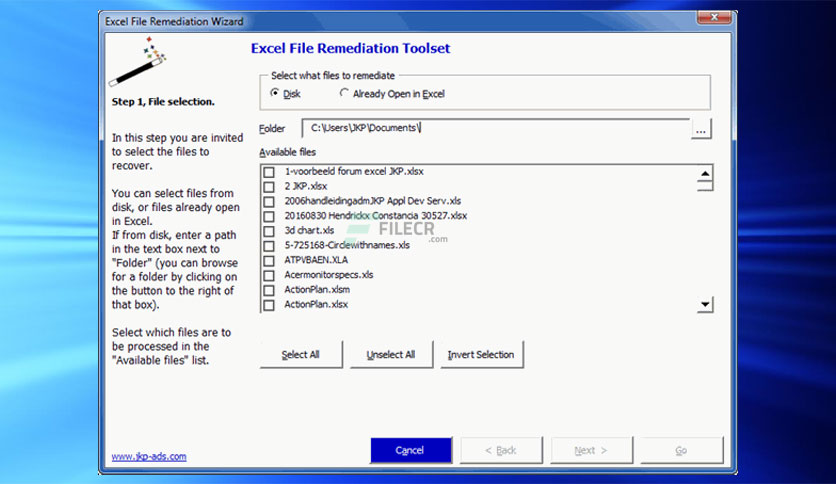 Excel File Remediation Wizard
Excel File Remediation Toolset
Select what files to remediate
Disk
Already Open in Excel
Step 1, File selection.
Folder
C:\Users\JKP\Documents\
...
In this step you are invited
to select the files to
recover.
Available files
You can select files from
disk, or files already open
in Excel.
If from disk, enter a path
in the text box next to
"Folder" (you can browse
for a folder by clicking on
the button to the right of
that box).
Select which files are to
be processed in the
"Available files" list.
1-voorbeeld forum excel JKP.xlsx
2 JKP.xlsx
2006handleidingadmJKP Appl Dev Serv.xls
20160830 Hendrickx Constancia 30527.xlsx
3d chart.xls
5-725168-Circlewithnames.xls
ATPVBAEN.XLA
Acermonitorspecs.xls
ActionPlan.xlsm
ActionPlan.xlsx
FILECR
.com
Select All
Unselect All
Invert Selection
www.jkp-ads.com
Cancel
< Back
Next >
Go